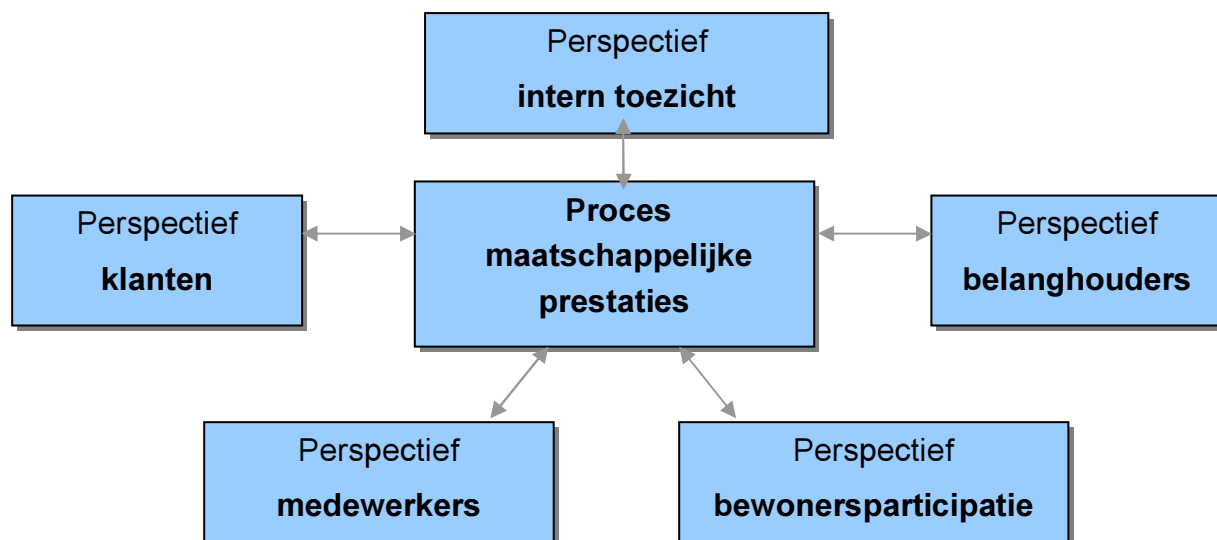 Perspectief
intern toezicht
Perspectief
klanten
Proces
maatschappelijke
prestaties
Perspectief
belanghouders
Perspectief
medewerkers
Perspectief
bewonersparticipatie